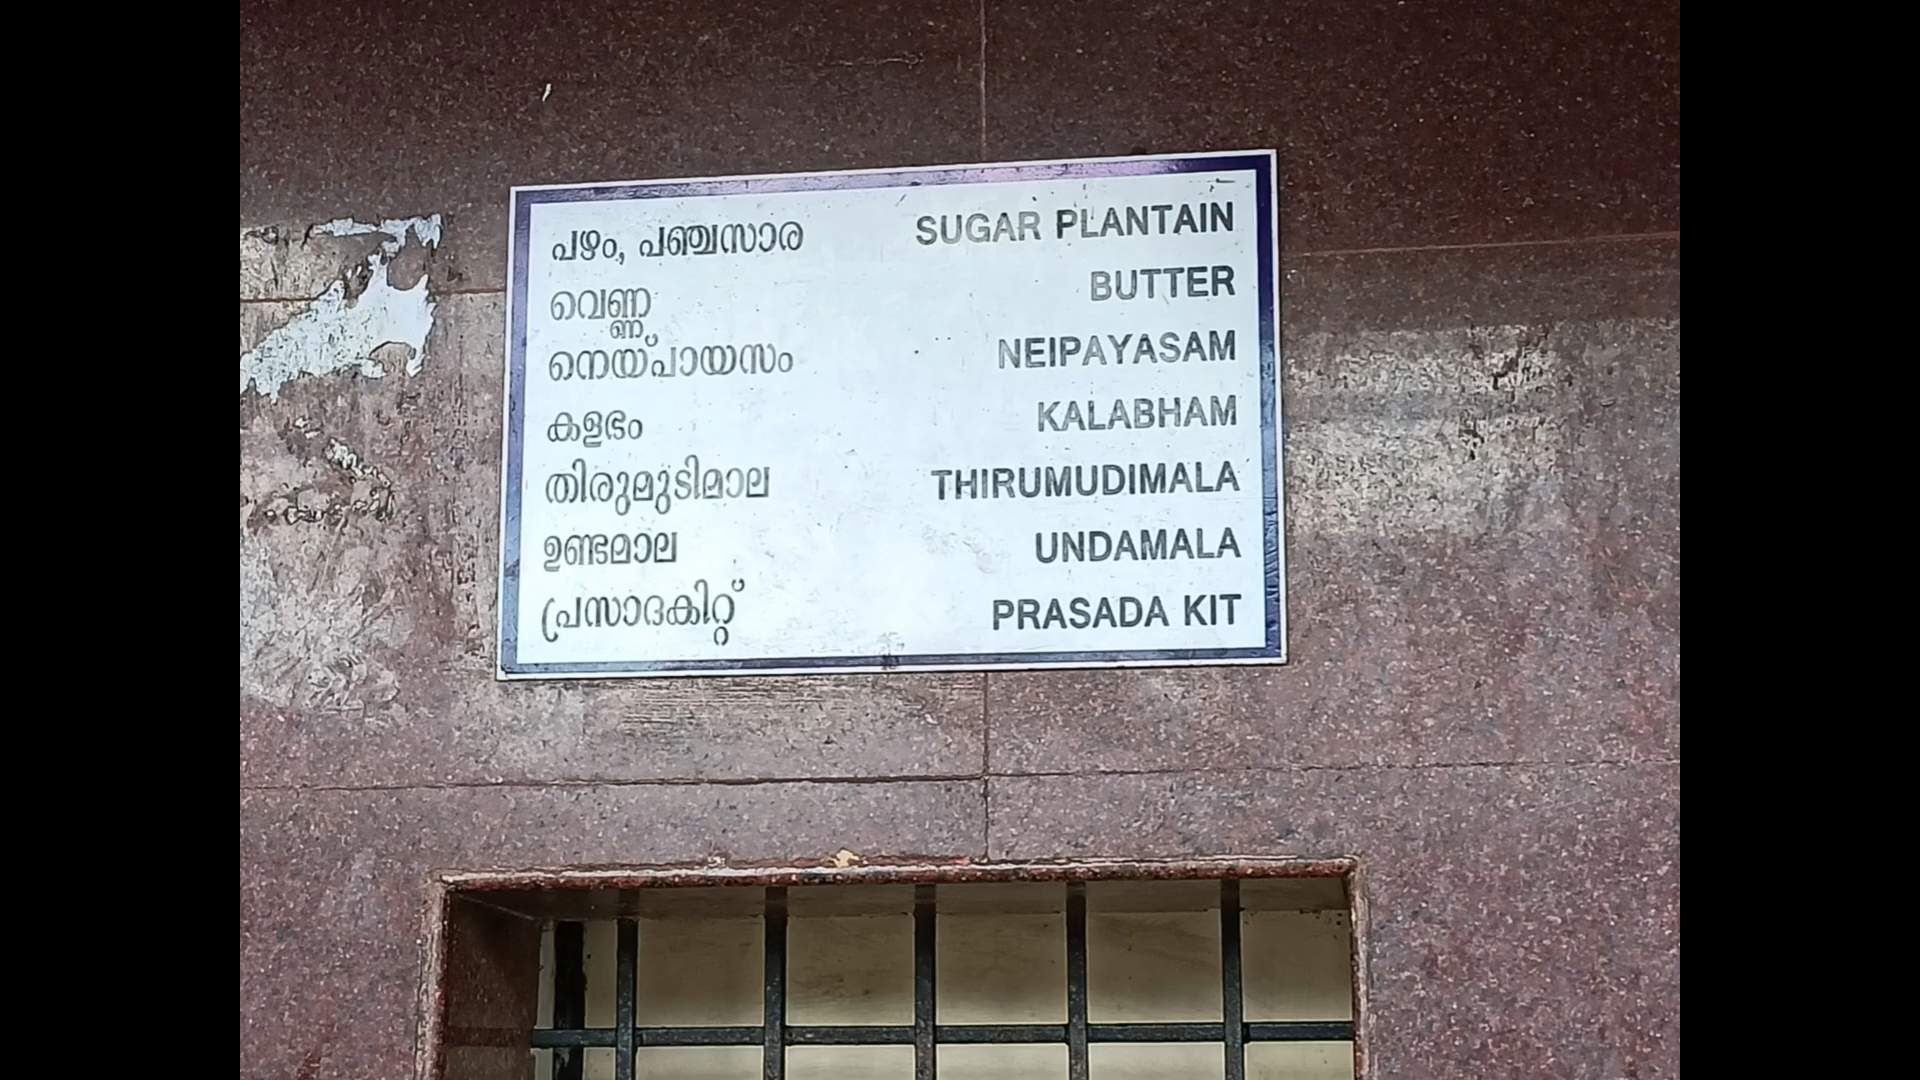 പഴം, പഞ്ചസാര SUGAR PLANTAIN
വെണ്ണ BUTTER
നെയ്പായസം NEIPAYASAM
കളഭം KALABHAM
തിരുമുടിമാല THIRUMUDIMALA
ഉണ്ടമാല UNDAMALA
പ്രസാദകിറ്റ് PRASADA KIT